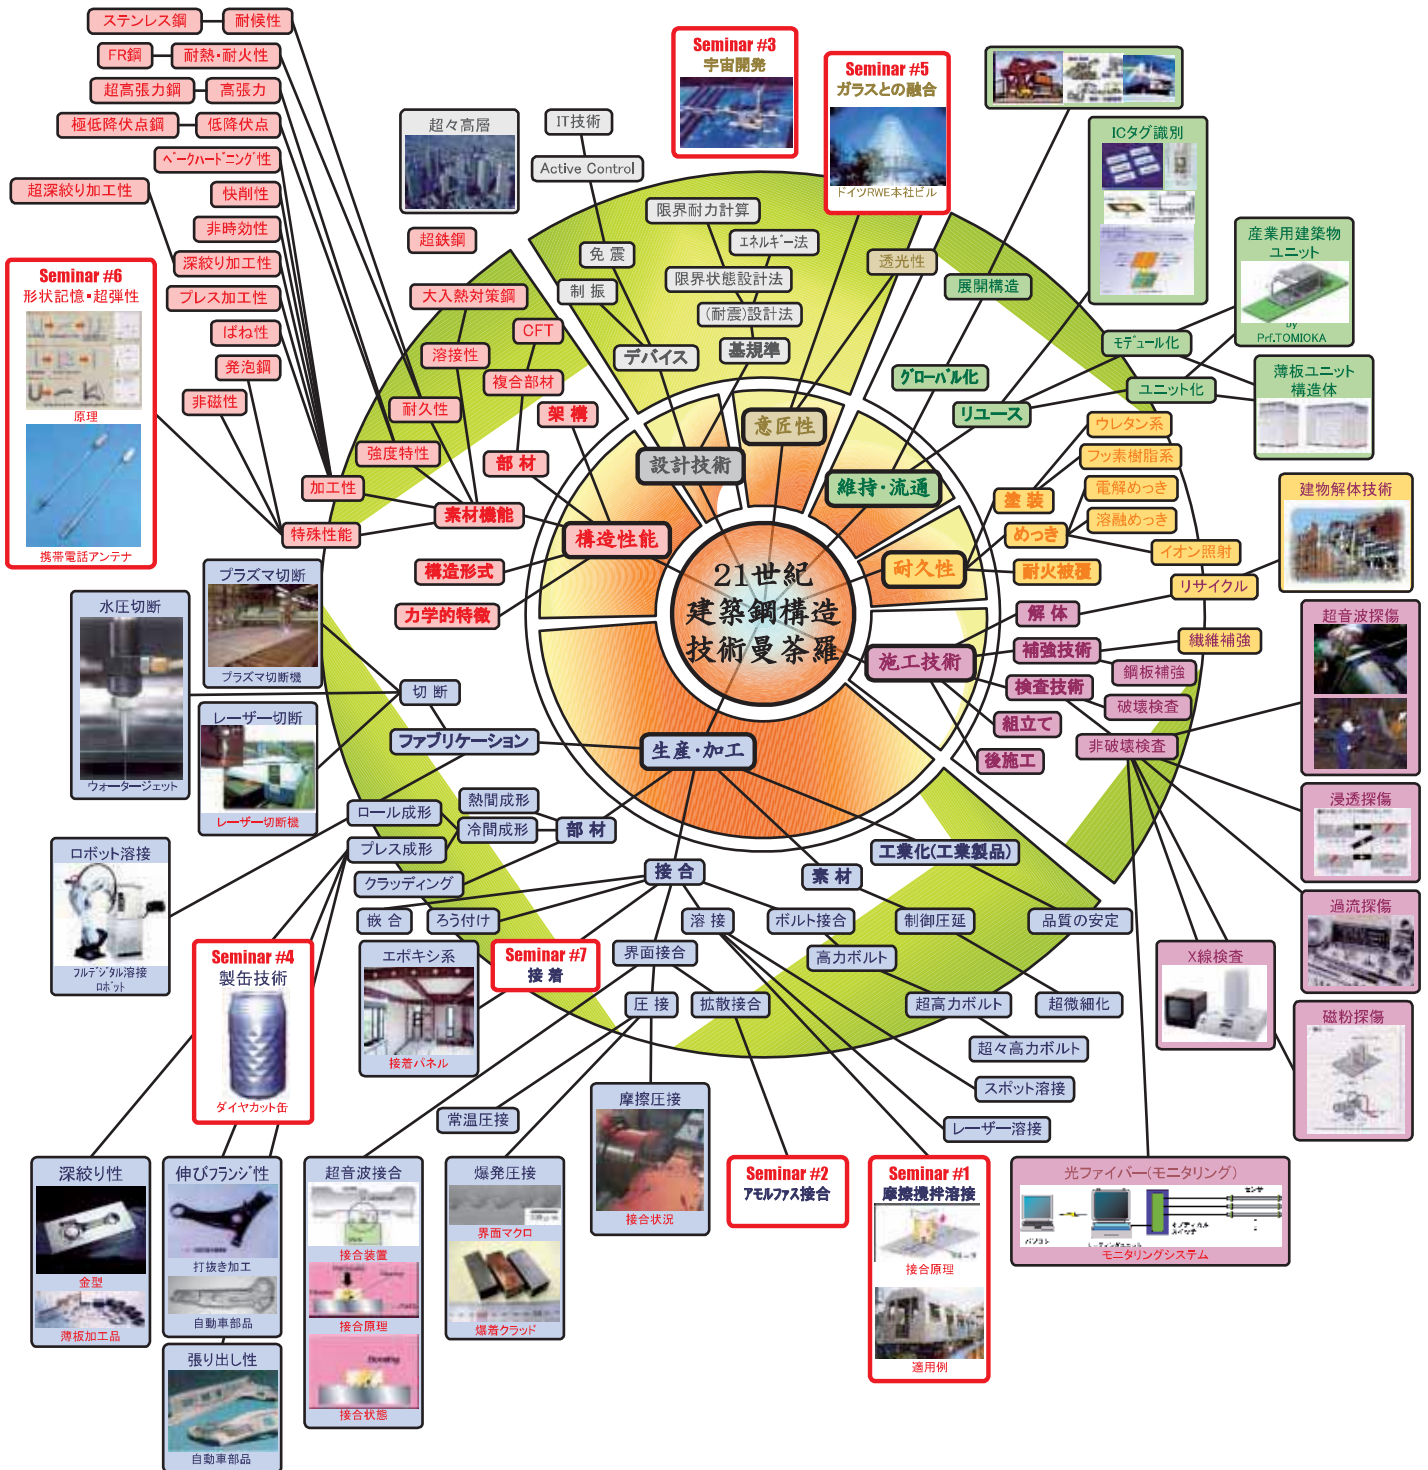 ステンレス鋼
耐候性
FR鋼
耐熱・耐火性
超高張力鋼
高張力
極低降伏点鋼
低降伏点
ベークハードニング性
超深絞り加工性
快削性
非時効性
深絞り加工性
プレス加工性
ばね性
発泡鋼
非磁性
Seminar #6
形状記憶・超弾性
原理
携帯電話アンテナ
加工性
特殊性能
超々高層
超鉄鋼
大入熱対策鋼
溶接性
耐久性
強度特性
CFT
複合部材
架構
部材
素材機能
構造性能
構造形式
力学的特徴
IT技術
Active Control
免震
制振
デバイス
Seminar #3
宇宙開発
限界耐力計算
エネルギー法
限界状態設計法
(耐震)設計法
基規準
設計技術
Seminar #5
ガラスとの融合
ドイツRWE本社ビル
透光性
意匠性
展開構造
グローバル化
リユース
維持・流通
ICタグ識別
産業用建築物
ユニット
by
Prf.TOMIOKA
モデュール化
ユニット化
薄板ユニット
構造体
ウレタン系
フッ素樹脂系
塗装
電解めっき
溶融めっき
めっき
イオン照射
耐火被覆
耐久性
建物解体技術
リサイクル
解体
補強技術
繊維補強
鋼板補強
検査技術
破壊検査
非破壊検査
組立て
後施工
施工技術
21世紀
建築鋼構造
技術曼荼羅
超音波探傷
浸透探傷
過流探傷
X線検査
磁粉探傷
光ファイバー(モニタリング)
センサ
パソコン
モニタリングシステム
水圧切断
ウォータージェット
プラズマ切断
プラズマ切断機
レーザー切断
レーザー切断機
切断
ファブリケーション
生産・加工
ロボット溶接
フルデジタル溶接
ロボット
ロール成形
プレス成形
熱間成形
冷間成形
部材
クラッディング
接合
嵌合
ろう付け
エポキシ系
接着パネル
Seminar #7
接着
Seminar #4
製缶技術
ダイヤカット缶
溶接
界面接合
圧接
拡散接合
工業化(工業製品)
素材
ボルト接合
制御圧延
品質の安定
高力ボルト
超高力ボルト
超微細化
超々高力ボルト
スポット溶接
レーザー溶接
常温圧接
摩擦圧接
接合状況
深絞り性
金型
薄板加工品
伸びフランジ性
打抜き加工
自動車部品
張り出し性
自動車部品
超音波接合
接合装置
接合原理
接合状態
爆発圧接
界面マクロ
爆着クラッド
Seminar #2
アモルファス接合
Seminar #1
摩擦攪拌溶接
接合原理
適用例